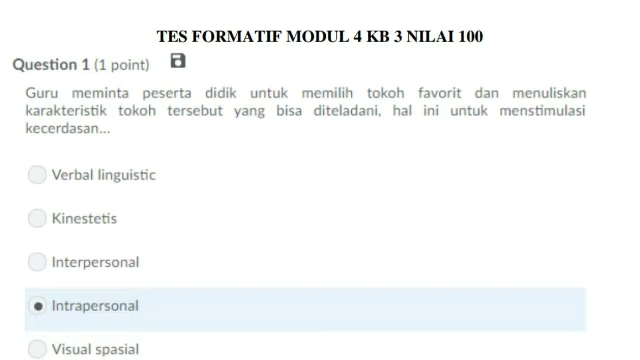 TES FORMATIF MODUL 4 KB 3 NILAI 100
Question 1 (1 point)
Guru meminta peserta didik untuk memilih tokoh favorit dan menuliskan
karakteristik tokoh tersebut yang bisa diteladani, hal ini untuk menstimulasi
kecerdasan...
Verbal linguistic
Kinestetis
Interpersonal
Intrapersonal
Visual spasial